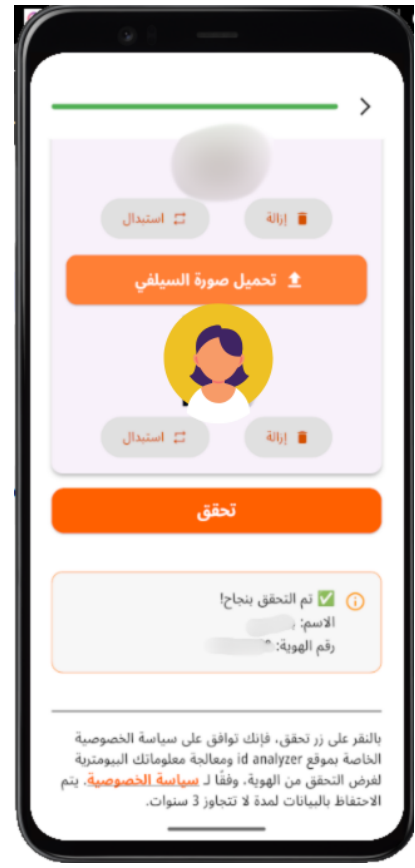 إزالة
استبدال
تحميل صورة السيلفي
إزالة
استبدال
تحقق
✅ تم التحقق بنجاح!
الاسم:
رقم الهوية:
بالنقر على زر تحقق، فإنك توافق على سياسة الخصوصية
الخاصة بموقع id analyzer ومعالجة معلوماتك البيومترية
لغرض التحقق من الهوية، وفقًا لـ سياسة الخصوصية. يتم
الاحتفاظ بالبيانات لمدة لا تتجاوز 3 سنوات.